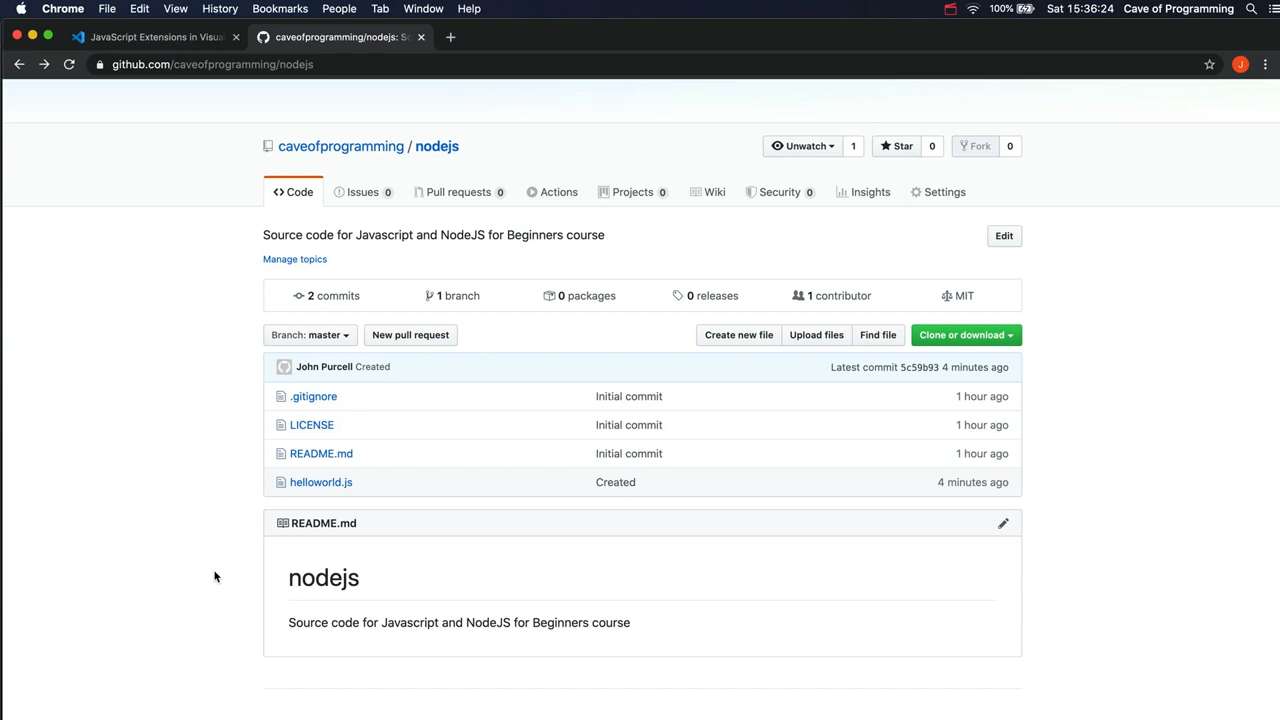 Chrome File Edit View History Bookmarks People Tab Window Help 100% Sat 15:36:24 Cave of Programming
JavaScript Extensions in Visua caveofprogramming/nodejs: So
github.com/caveofprogramming/nodejs J
caveofprogramming / nodejs Unwatch 1 Star 0 Fork 0
Code Issues 0 Pull requests 0 Actions Projects 0 Wiki Security 0 Insights Settings
Source code for Javascript and NodeJS for Beginners course Edit
Manage topics
2 commits 1 branch 0 packages 0 releases 1 contributor MIT
Branch: master New pull request Create new file Upload files Find file Clone or download
John Purcell Created Latest commit 5c59b93 4 minutes ago
.gitignore Initial commit 1 hour ago
LICENSE Initial commit 1 hour ago
README.md Initial commit 1 hour ago
helloworld.js Created 4 minutes ago
README.md
nodejs
Source code for Javascript and NodeJS for Beginners course